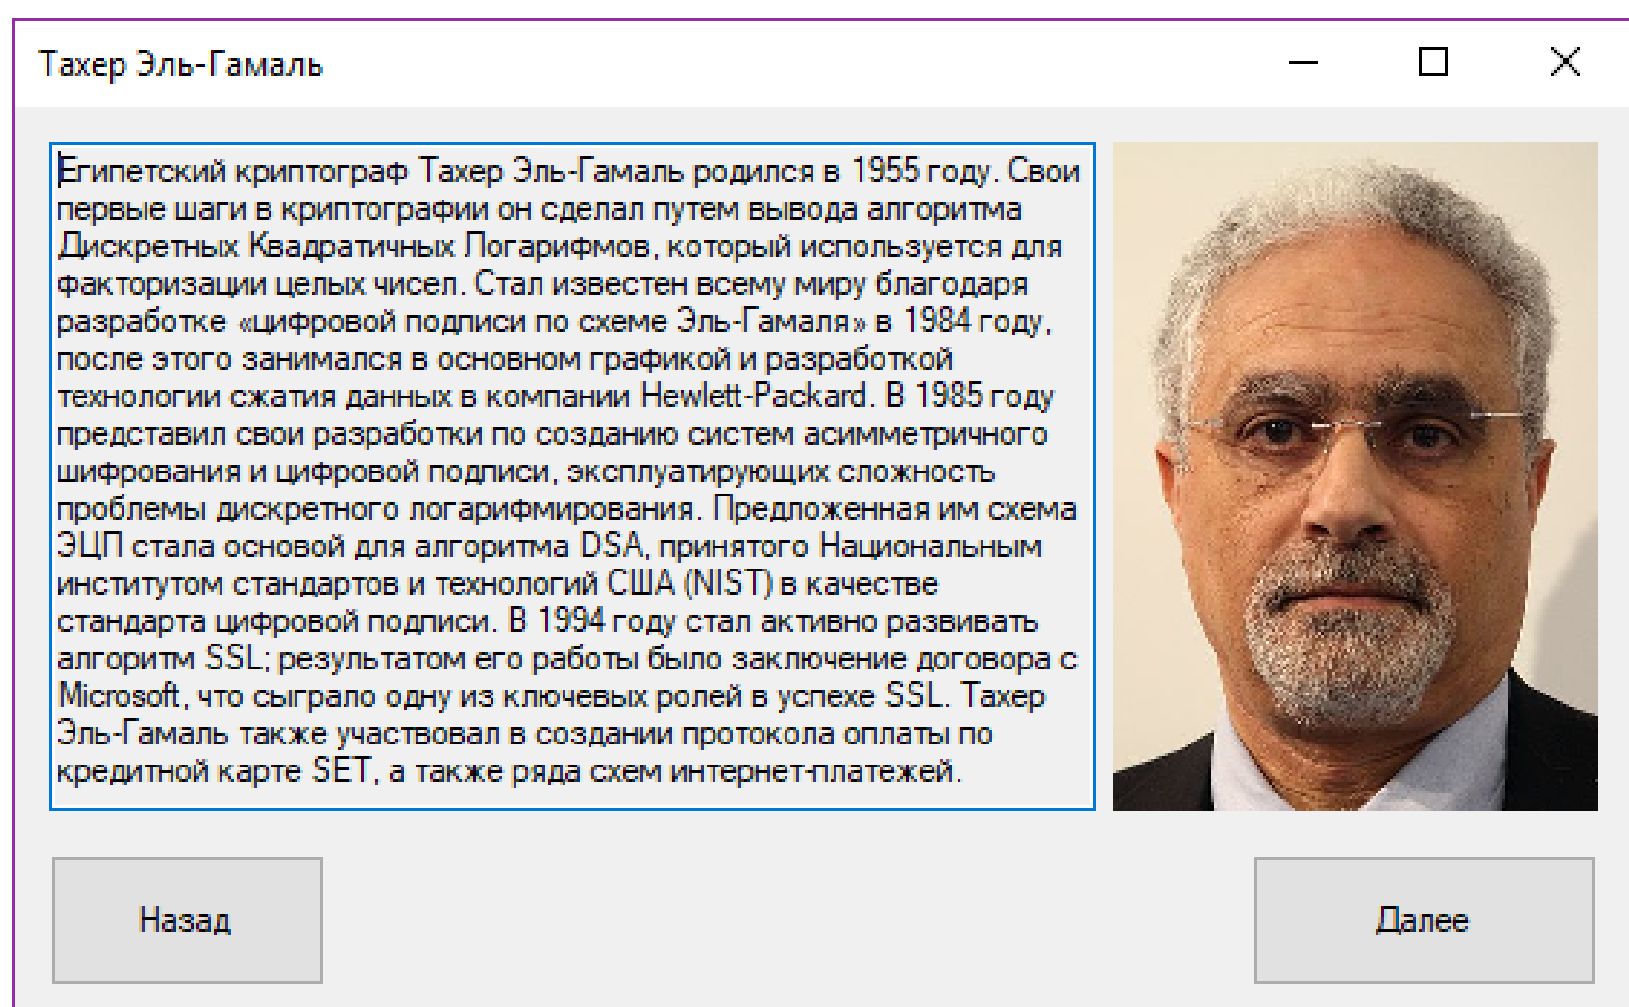 Тахер Эль-Гамаль
Египетский криптограф Тахер Эль-Гамаль родился в 1955 году. Свои
первые шаги в криптографии он сделал путем вывода алгоритма
Дискретных Квадратичных Логарифмов, который используется для
факторизации целых чисел. Стал известен всему миру благодаря
разработке «цифровой подписи по схеме Эль-Гамаля» в 1984 году,
после этого занимался в основном графикой и разработкой
технологии сжатия данных в компании Hewlett-Packard. В 1985 году
представил свои разработки по созданию систем асимметричного
шифрования и цифровой подписи, эксплуатирующих сложность
проблемы дискретного логарифмирования. Предложенная им схема
ЭЦП стала основой для алгоритма DSA, принятого Национальным
институтом стандартов и технологий США (NIST) в качестве
стандарта цифровой подписи. В 1994 году стал активно развивать
алгоритм SSL; результатом его работы было заключение договора с
Microsoft, что сыграло одну из ключевых ролей в успехе SSL. Тахер
Эль-Гамаль также участвовал в создании протокола оплаты по
кредитной карте SET, а также ряда схем интернет-платежей.
Назад
Далее